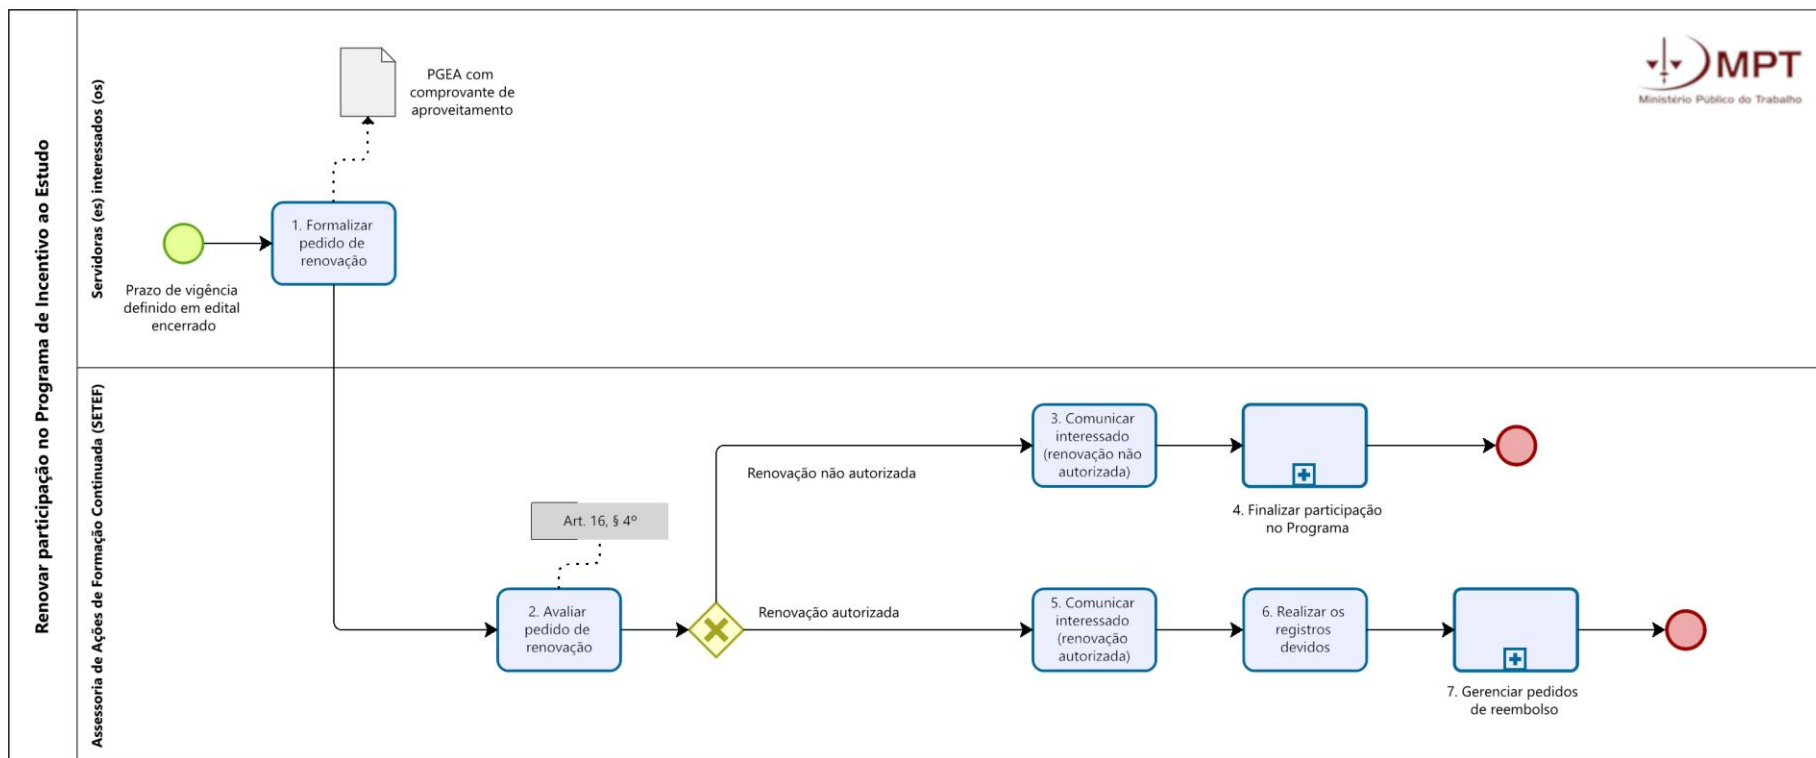 Renovar participação no Programa de Incentivo ao Estudo
Servidoras (es) interessados (os)
PGEA com
comprovante de
aproveitamento
MPT
Ministério Público do Trabalho
1. Formalizar
pedido de
renovação
Prazo de vigência
definido em edital
encerrado
Assessoria de Ações de Formação Continuada (SETEF)
3. Comunicar
interessado
(renovação não
autorizada)
Renovação não autorizada
4. Finalizar participação
no Programa
Art. 16, § 4º
2. Avaliar
pedido de
renovação
Renovação autorizada
5. Comunicar
interessado
(renovação
autorizada)
6. Realizar os
registros
devidos
7. Gerenciar pedidos
de reembolso